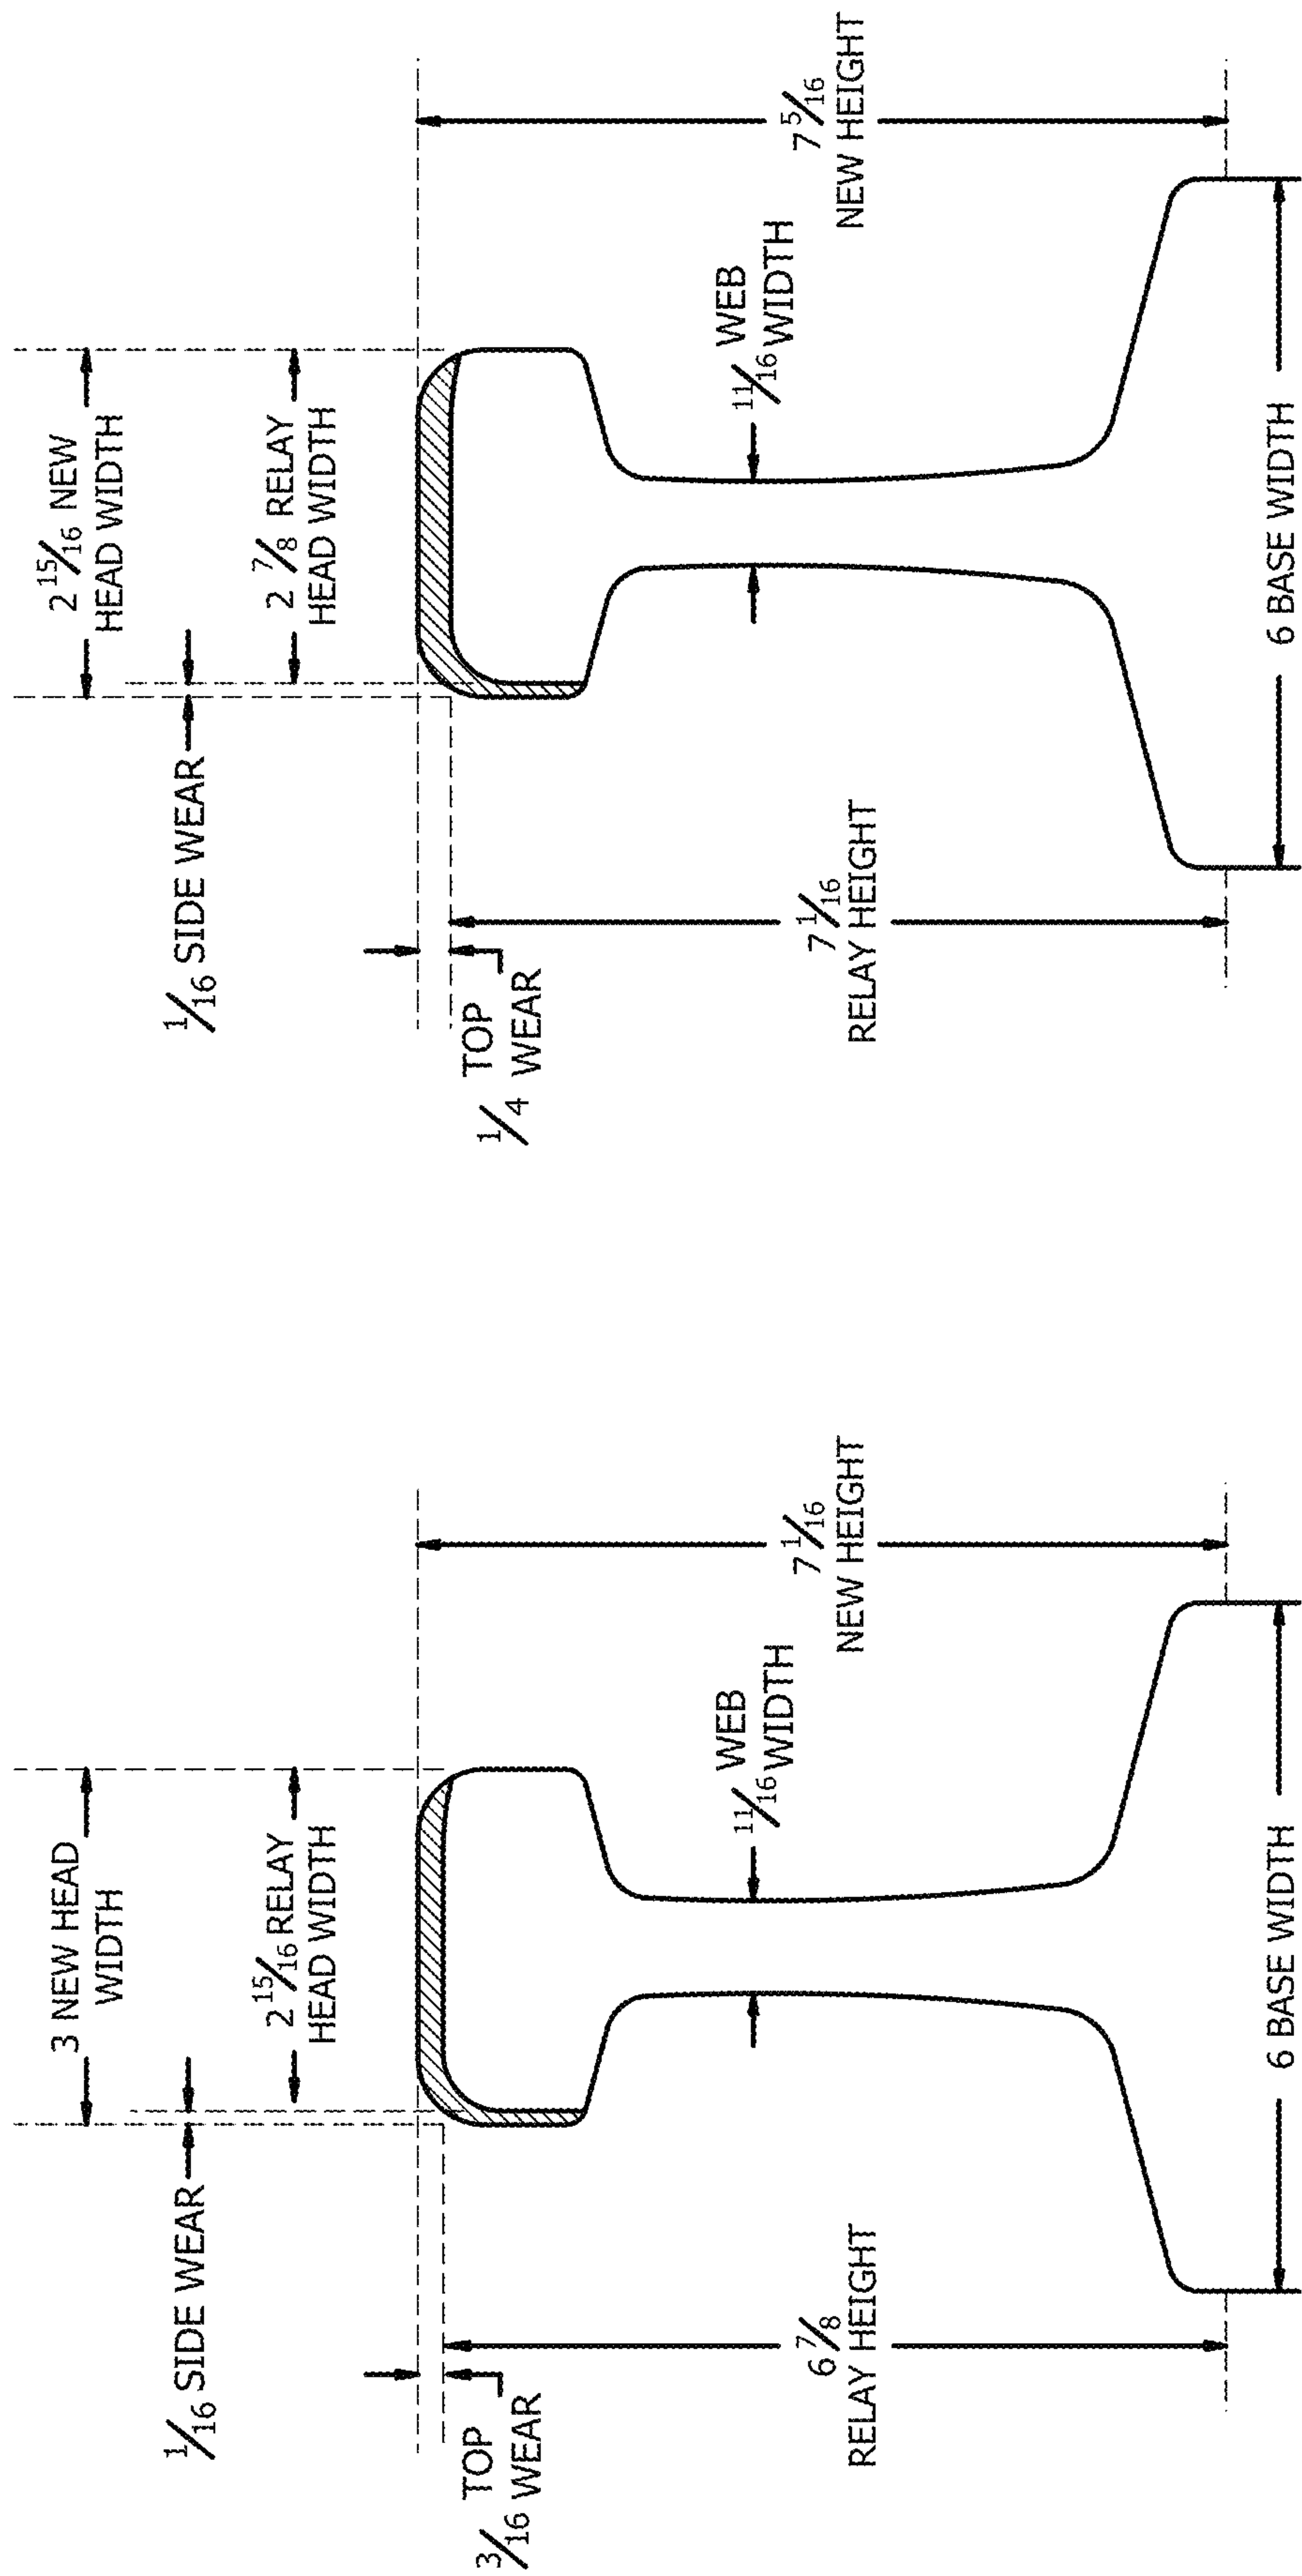 3 NEW HEAD
WIDTH
1/16 SIDE WEAR
2 15/16 RELAY
HEAD WIDTH
TOP
3/16 WEAR
11/16 WEB
WIDTH
6 7/8
RELAY HEIGHT
7 1/16
NEW HEIGHT
6 BASE WIDTH
2 15/16 NEW
HEAD WIDTH
1/16 SIDE WEAR
2 7/8 RELAY
HEAD WIDTH
TOP
1/4 WEAR
11/16 WEB
WIDTH
7 1/16
RELAY HEIGHT
7 5/16
NEW HEIGHT
6 BASE WIDTH